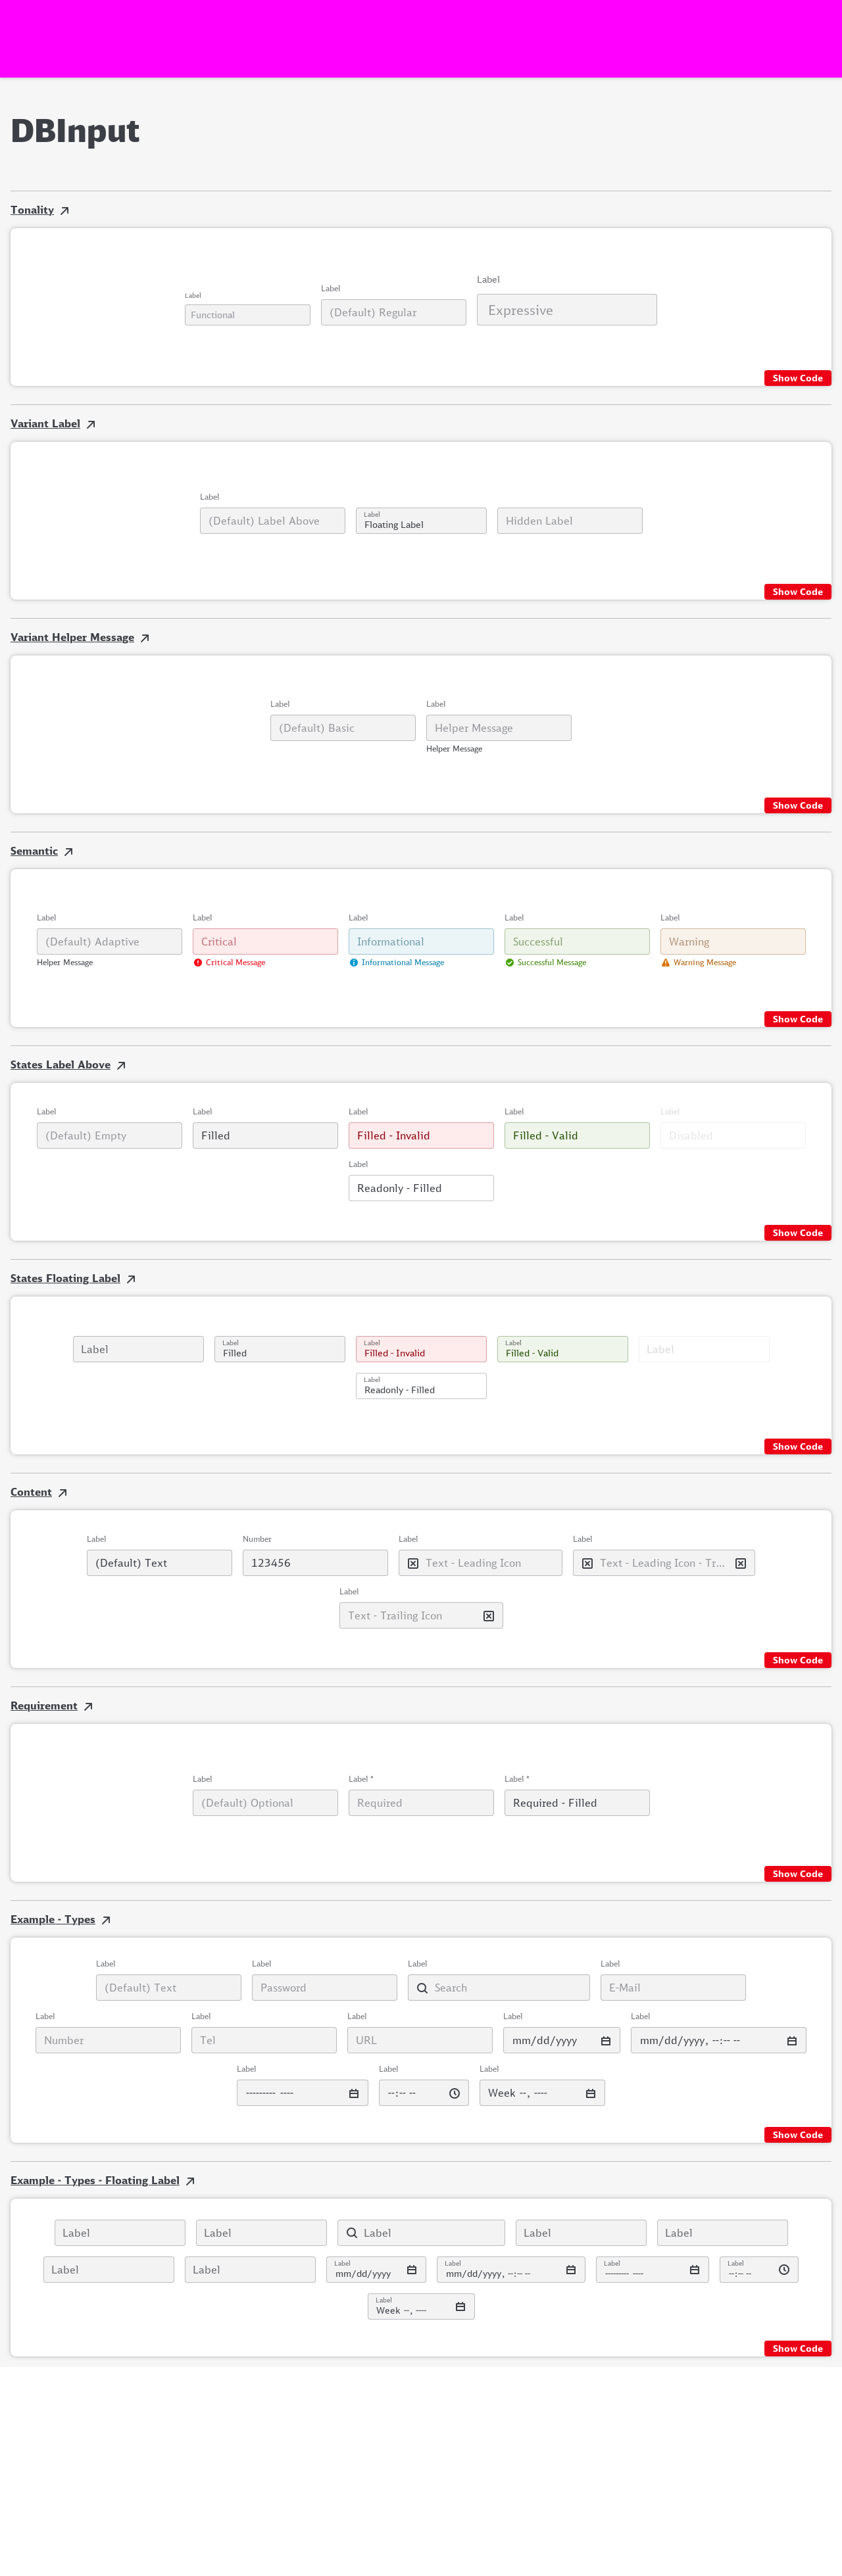 DBInput
Tonality
Label Label Label
Functional (Default) Regular Expressive
Show Code
Variant Label
Label
(Default) Label Above Label Floating Label Hidden Label
Show Code
Variant Helper Message
Label Label
(Default) Basic Helper Message
Helper Message
Show Code
Semantic
Label Label Label Label Label
(Default) Adaptive Critical Informational Successful Warning
Helper Message Critical Message Informational Message Successful Message Warning Message
Show Code
States Label Above
Label Label Label Label Label
(Default) Empty Filled Filled - Invalid Filled - Valid Disabled
Label
Readonly - Filled
Show Code
States Floating Label
Label Label Label Label Label
Filled Filled - Invalid Filled - Valid
Label
Readonly - Filled
Show Code
Content
Label Number Label Label
(Default) Text 123456 Text - Leading Icon Text - Leading Icon - Tr...
Label
Text - Trailing Icon
Show Code
Requirement
Label Label * Label *
(Default) Optional Required Required - Filled
Show Code
Example - Types
Label Label Label Label
(Default) Text Password Search E-Mail
Label Label Label Label Label
Number Tel URL mm/dd/yyyy mm/dd/yyyy, --:-- --
Label Label Label
--------- ---- --:-- -- Week --, ----
Show Code
Example - Types - Floating Label
Label Label Label Label Label
Label Label Label Label Label Label
mm/dd/yyyy mm/dd/yyyy, --:-- -- --------- ---- --:-- --
Label
Week --, ----
Show Code